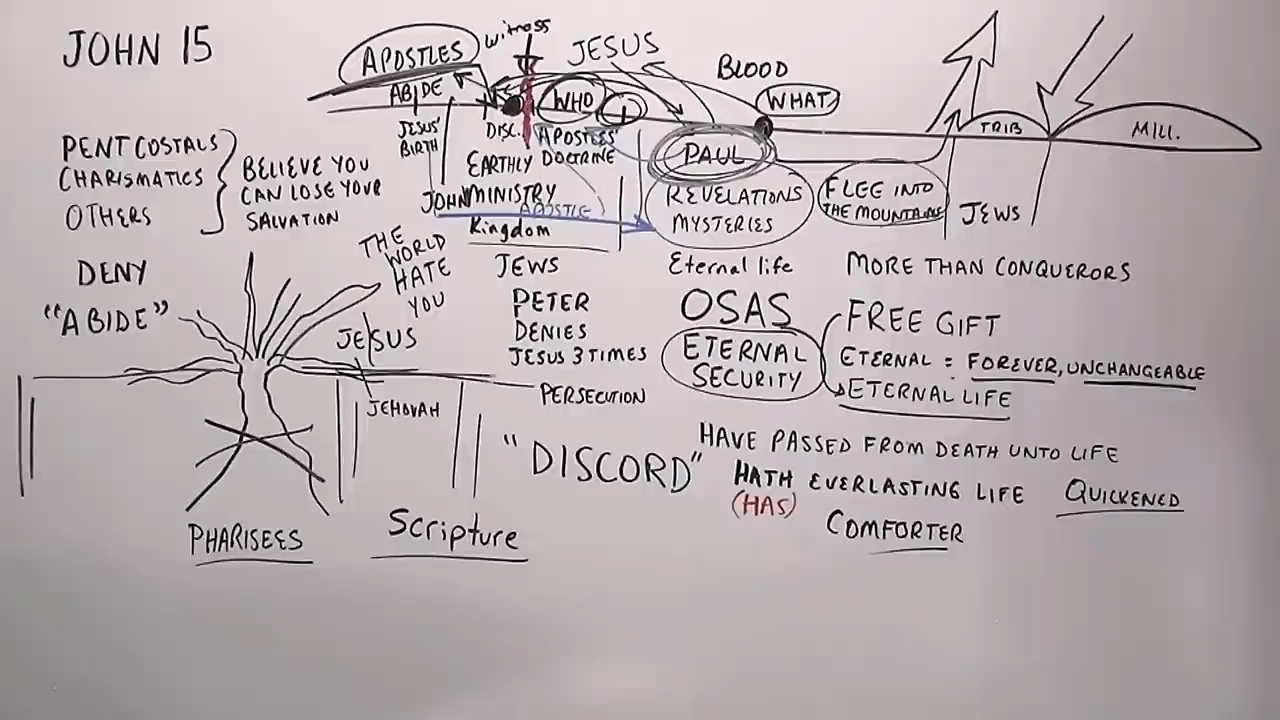 JOHN 15
APOSTLES
witness
JESUS
BLOOD
ABIDE
WHO
WHAT
TRIB
MILL.
JESUS'
BIRTH
DISC.
APOSTLES'
DOCTRINE
PAUL
EARTHLY
MINISTRY
JOHN
APOSTLE
Kingdom
REVELATIONS
MYSTERIES
FLEE INTO
THE MOUNTAINS
JEWS
PENTCOSTALS
CHARISMATICS
OTHERS
BELIEVE YOU
CAN LOSE YOUR
SALVATION
DENY
"ABIDE"
THE
WORLD
HATE
YOU
JESUS
JEHOVAH
PERSECUTION
JEWS
PETER
DENIES
JESUS 3 TIMES
Eternal life
OSAS
ETERNAL
SECURITY
MORE THAN CONQUERORS
FREE GIFT
ETERNAL = FOREVER, UNCHANGEABLE
ETERNAL LIFE
"DISCORD"
HAVE PASSED FROM DEATH UNTO LIFE
HATH EVERLASTING LIFE QUICKENED
(HAS)
COMFORTER
PHARISEES
Scripture